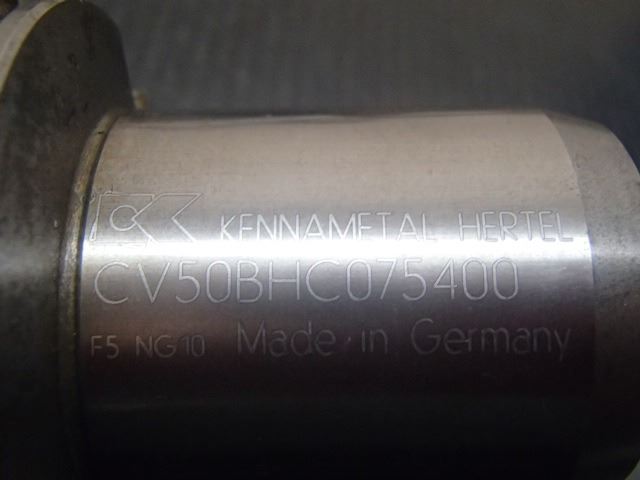 KENNAMETAL HERTEL
CV50BHC075400
F5 NG10 Made in Germany